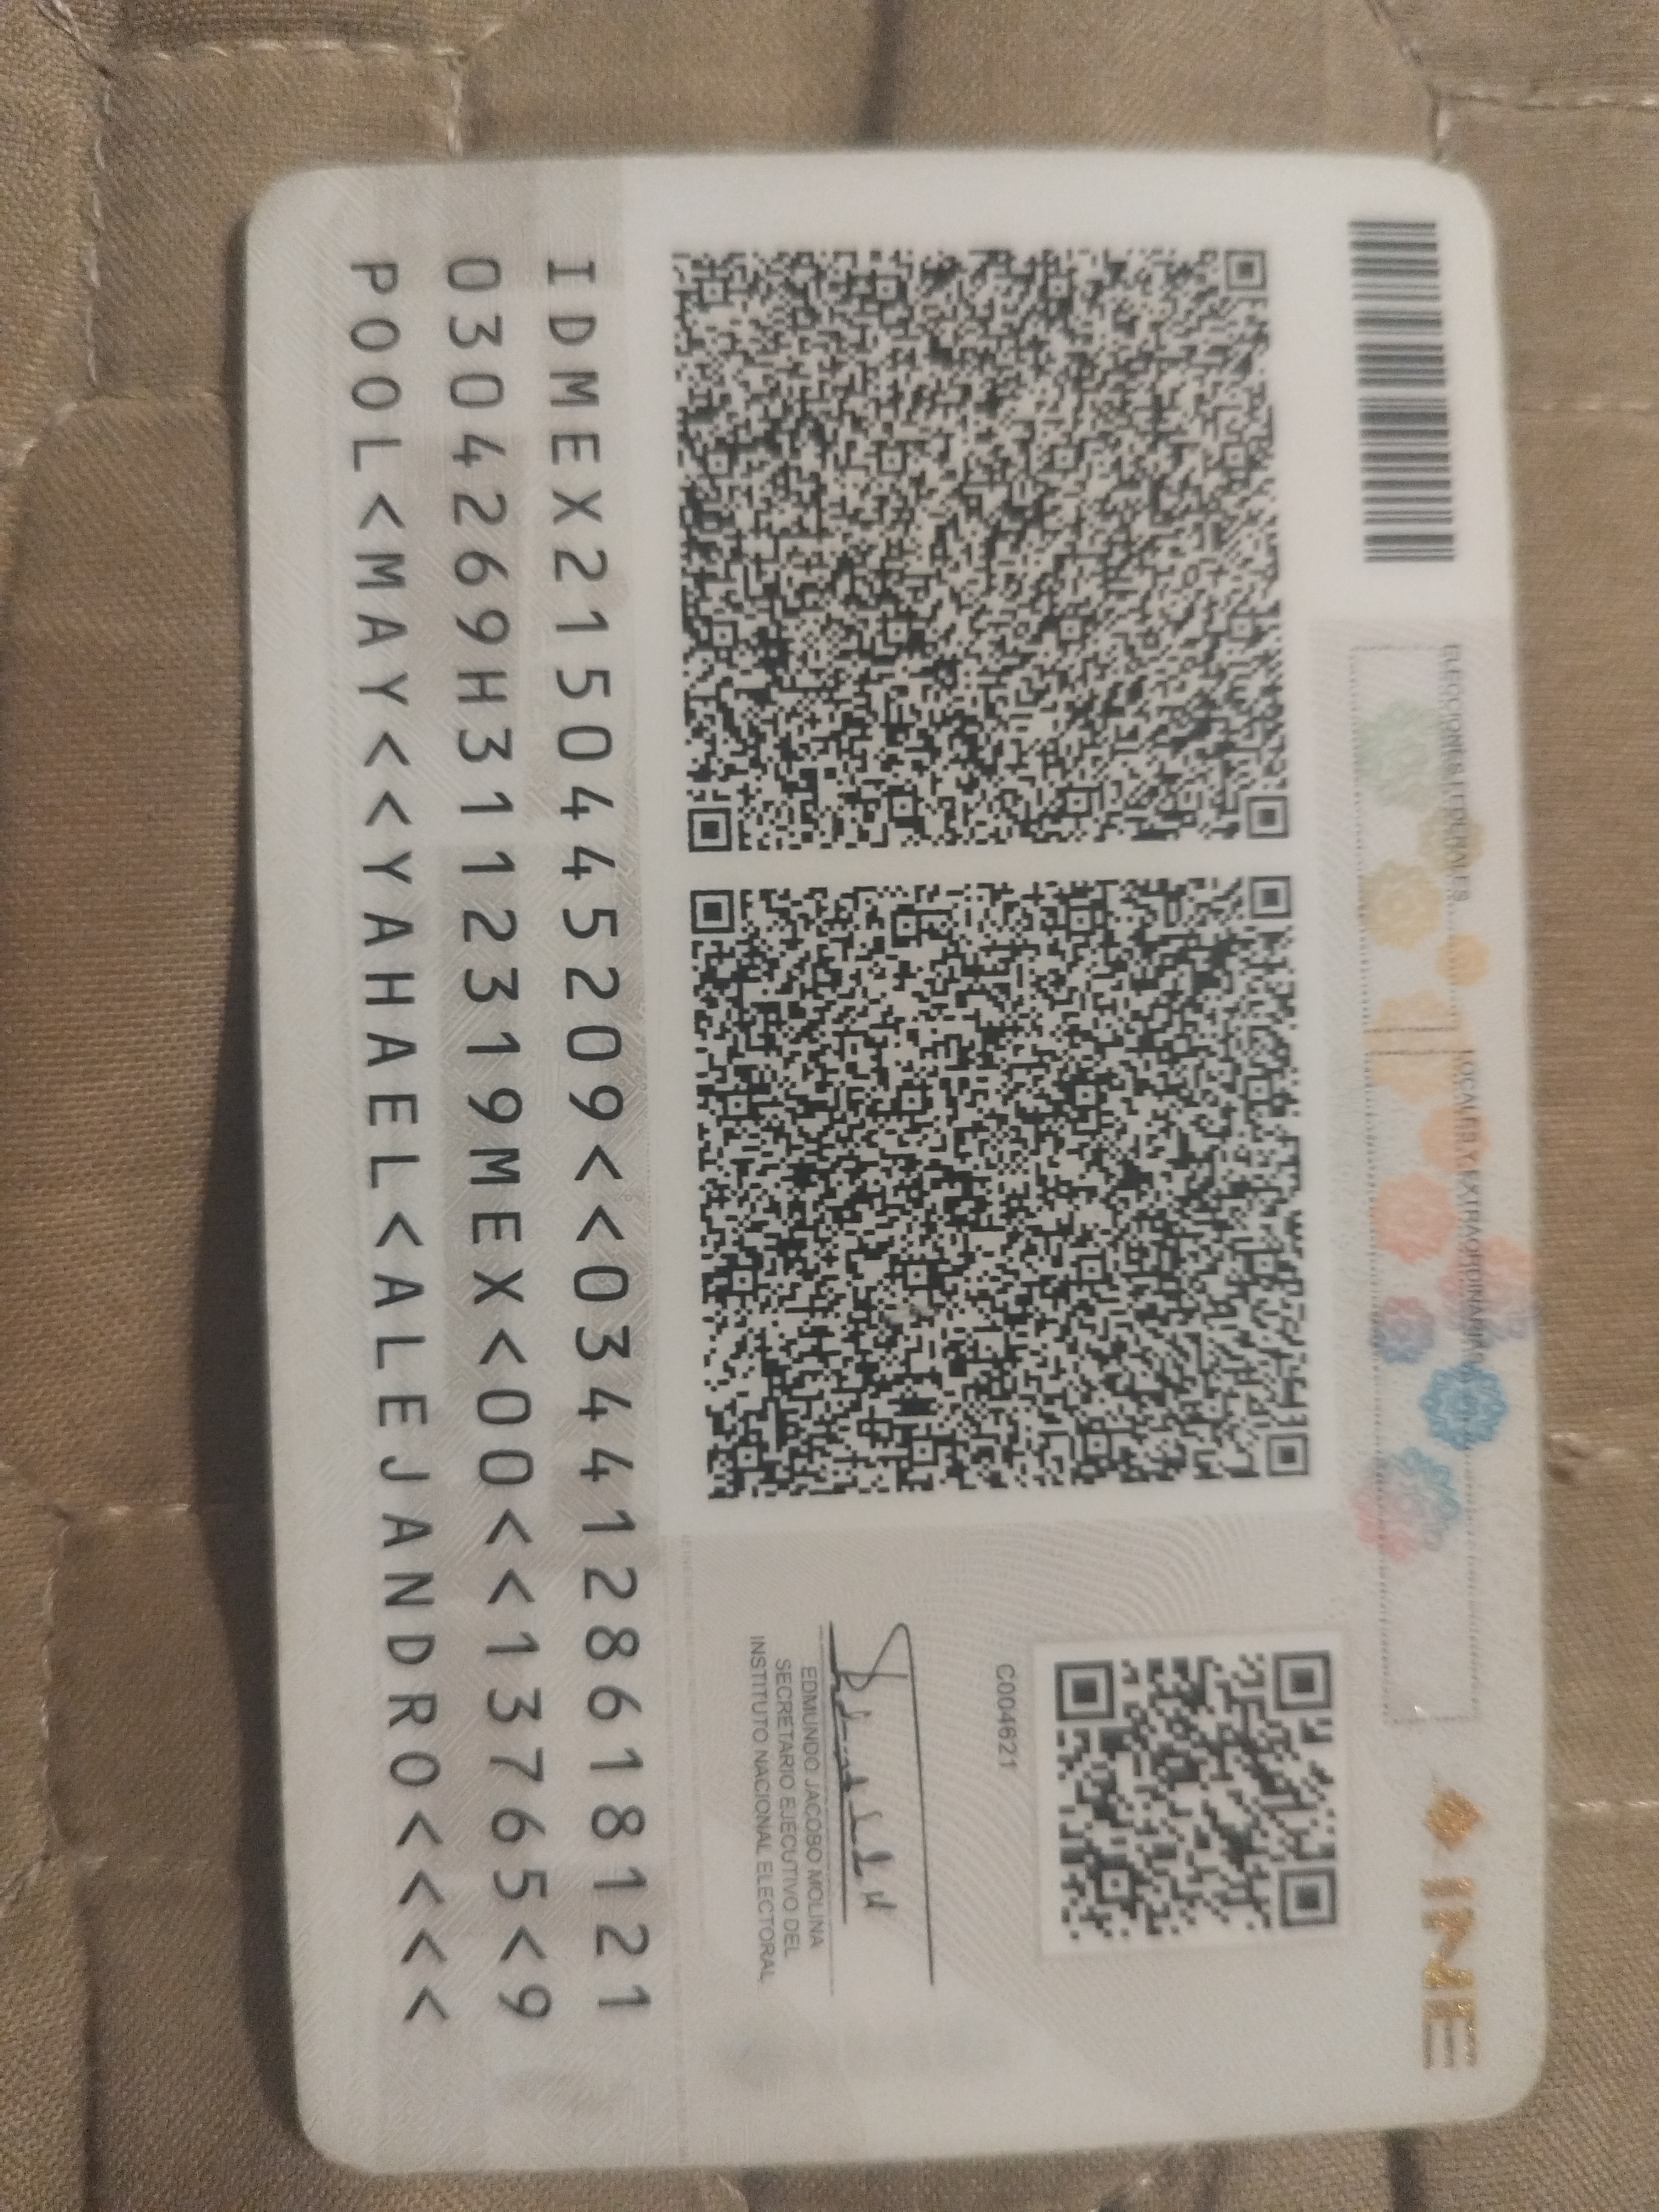 ELECCIONES FEDERALES
LOCALES Y EXTRAORDINARIAS
INE
C004621
EDMUNDO JACOBO MOLINA
SECRETARIO EJECUTIVO DEL
INSTITUTO NACIONAL ELECTORAL
IDMEX2150445209<<0344128618121
0304269H3112319MEX<00<<13765<9
POOL<MAY<<YAHAEL<ALEJANDRO<<<<